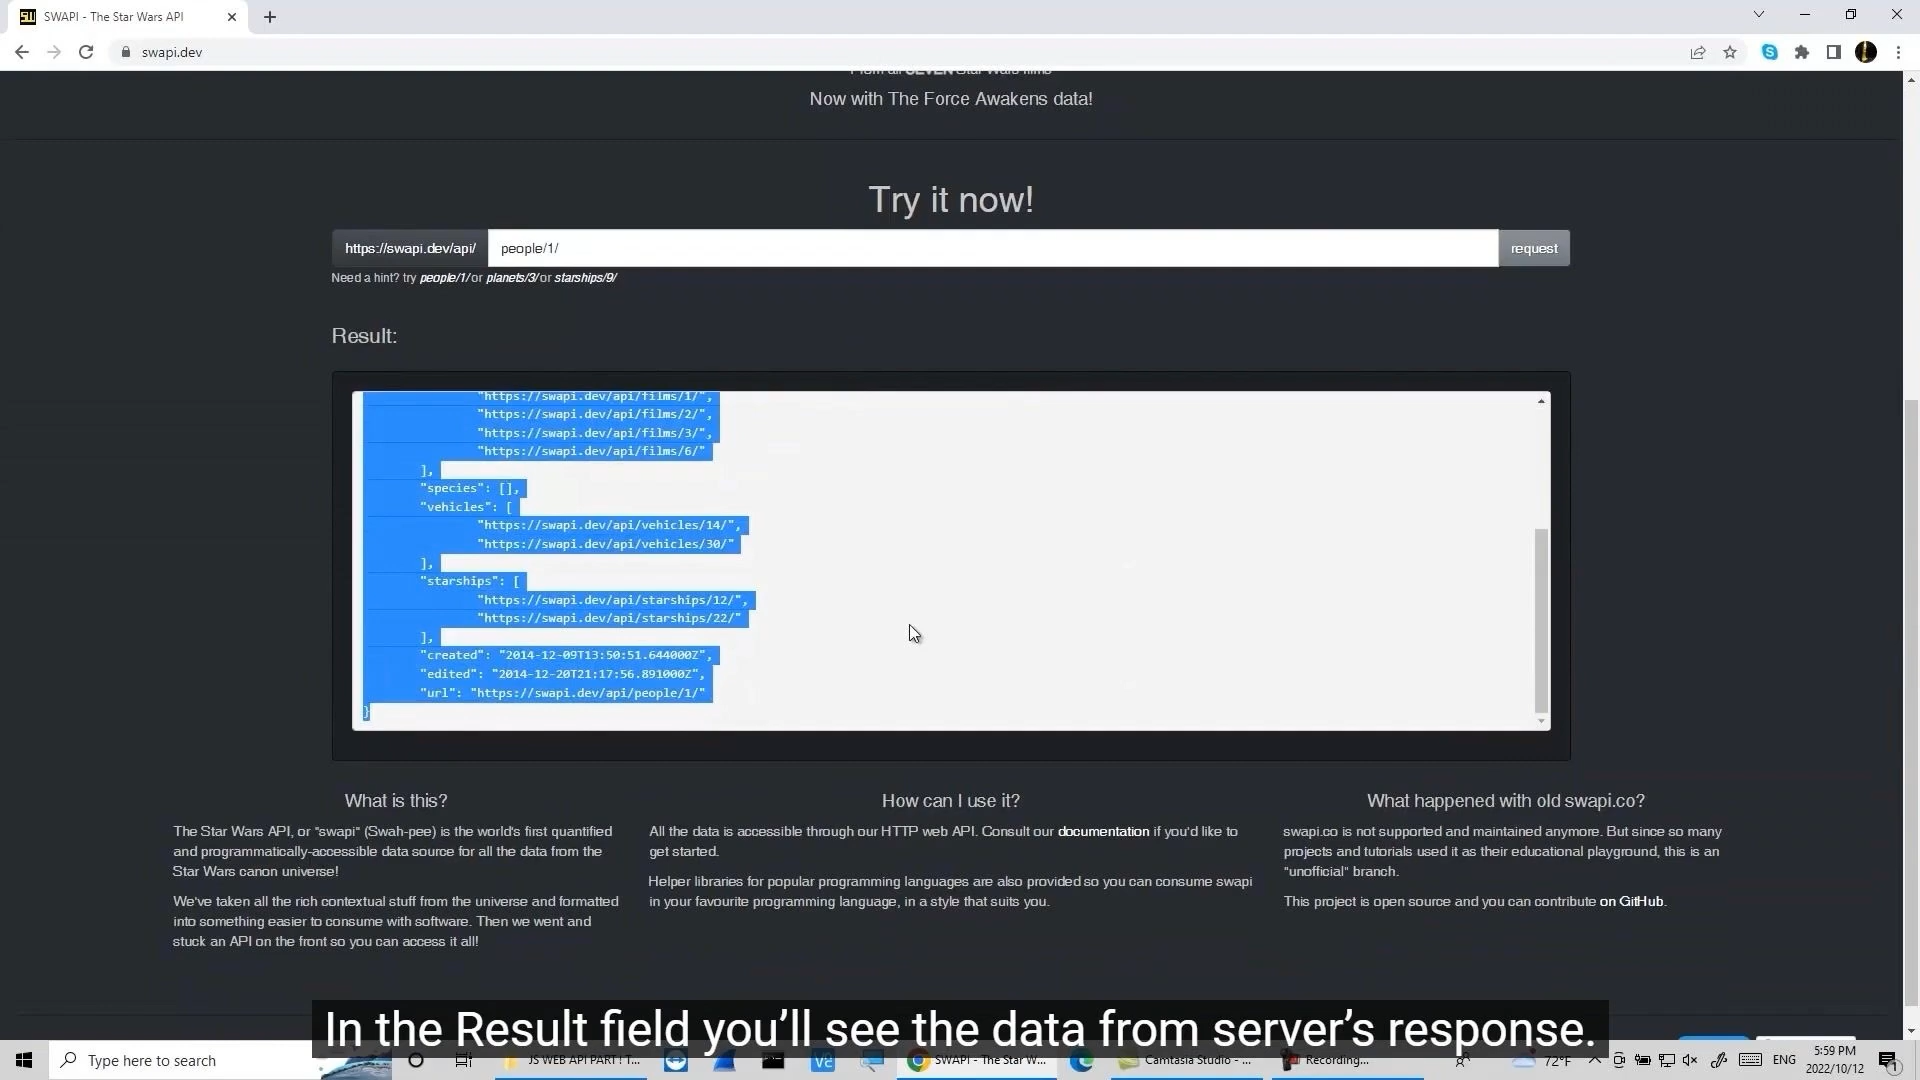 SWAPI - The Star Wars API
swapi.dev
From all SEVEN Star Wars films
Now with The Force Awakens data!
Try it now!
https://swapi.dev/api/ people/1/ request
Need a hint? try people/1/ or planets/3/ or starships/9/
Result:
"https://swapi.dev/api/films/1/",
"https://swapi.dev/api/films/2/",
"https://swapi.dev/api/films/3/",
"https://swapi.dev/api/films/6/"
],
"species": [],
"vehicles": [
"https://swapi.dev/api/vehicles/14/",
"https://swapi.dev/api/vehicles/30/"
],
"starships": [
"https://swapi.dev/api/starships/12/",
"https://swapi.dev/api/starships/22/"
],
"created": "2014-12-09T13:50:51.644000Z",
"edited": "2014-12-20T21:17:56.891000Z",
"url": "https://swapi.dev/api/people/1/"
}
What is this?
The Star Wars API, or "swapi" (Swah-pee) is the world's first quantified
and programmatically-accessible data source for all the data from the
Star Wars canon universe!
We've taken all the rich contextual stuff from the universe and formatted
into something easier to consume with software. Then we went and
stuck an API on the front so you can access it all!
How can I use it?
All the data is accessible through our HTTP web API. Consult our documentation if you'd like to
get started.
Helper libraries for popular programming languages are also provided so you can consume swapi
in your favourite programming language, in a style that suits you.
What happened with old swapi.co?
swapi.co is not supported and maintained anymore. But since so many
projects and tutorials used it as their educational playground, this is an
"unofficial" branch.
This project is open source and you can contribute on GitHub.
In the Result field you’ll see the data from server’s response.
Type here to search
JS WEB API PART ! T...
SWAPI - The Star W...
Camtasia Studio - ...
Recording...
72°F
ENG
5:59 PM
2022/10/12
1